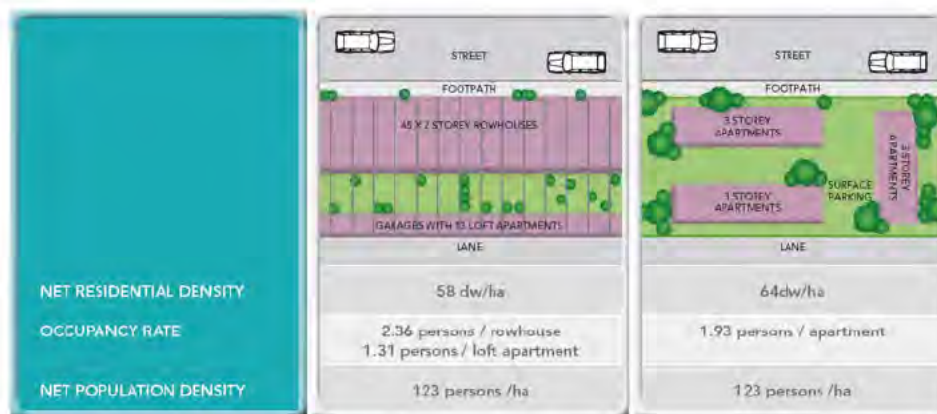 STREET
FOOTPATH
45 X 2 STOREY ROWHOUSES
GARAGES WITH 13 LOFT APARTMENTS
LANE
STREET
FOOTPATH
3 STOREY
APARTMENTS
3 STOREY
APARTMENTS
3 STOREY
APARTMENTS
SURFACE
PARKING
LANE
NET RESIDENTIAL DENSITY
58 dw/ha
64dw/ha
OCCUPANCY RATE
2.36 persons / rowhouse
1.31 persons / loft apartment
1.93 persons / apartment
NET POPULATION DENSITY
123 persons /ha
123 persons /ha